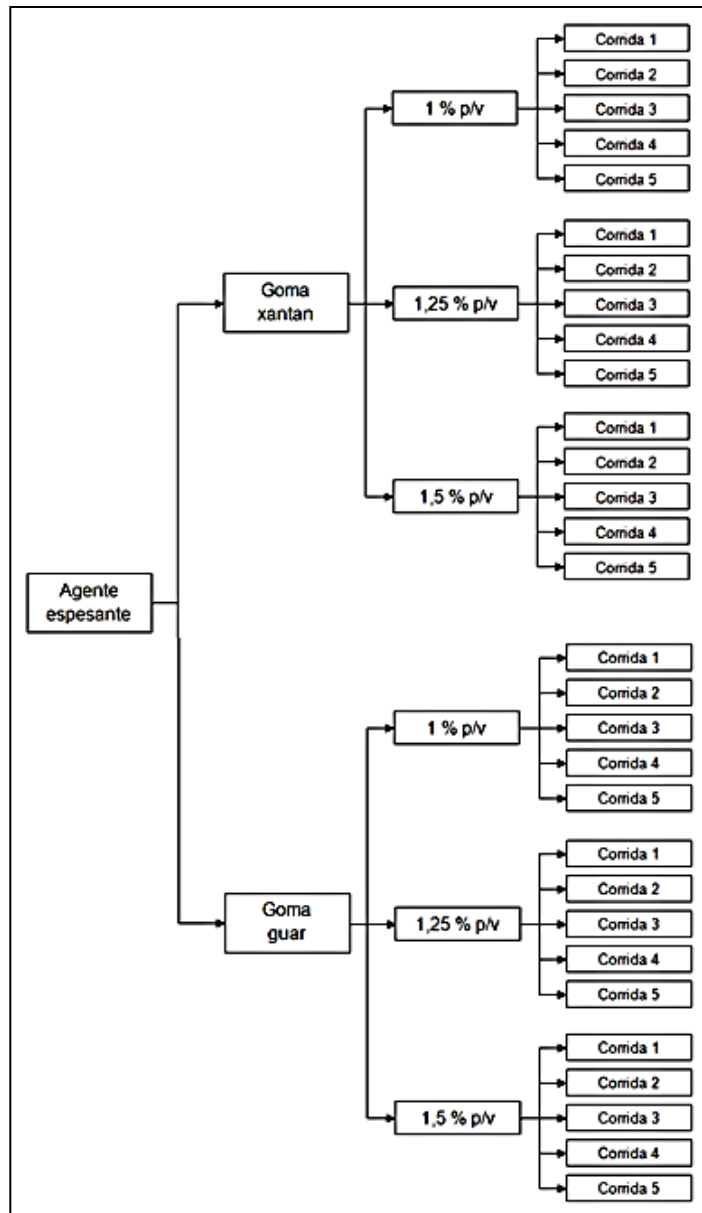 Corrida 1
Corrida 2
1 % p/v
Corrida 3
Corrida 4
Corrida 5
Corrida 1
Goma
xantan
Corrida 2
1,25 % p/v
Corrida 3
Corrida 4
Corrida 5
Corrida 1
Corrida 2
1,5 % p/v
Corrida 3
Corrida 4
Corrida 5
Agente
espesante
Corrida 1
Corrida 2
1 % p/v
Corrida 3
Corrida 4
Corrida 5
Corrida 1
Goma
guar
Corrida 2
1,25 % p/v
Corrida 3
Corrida 4
Corrida 5
Corrida 1
Corrida 2
1,5 % p/v
Corrida 3
Corrida 4
Corrida 5